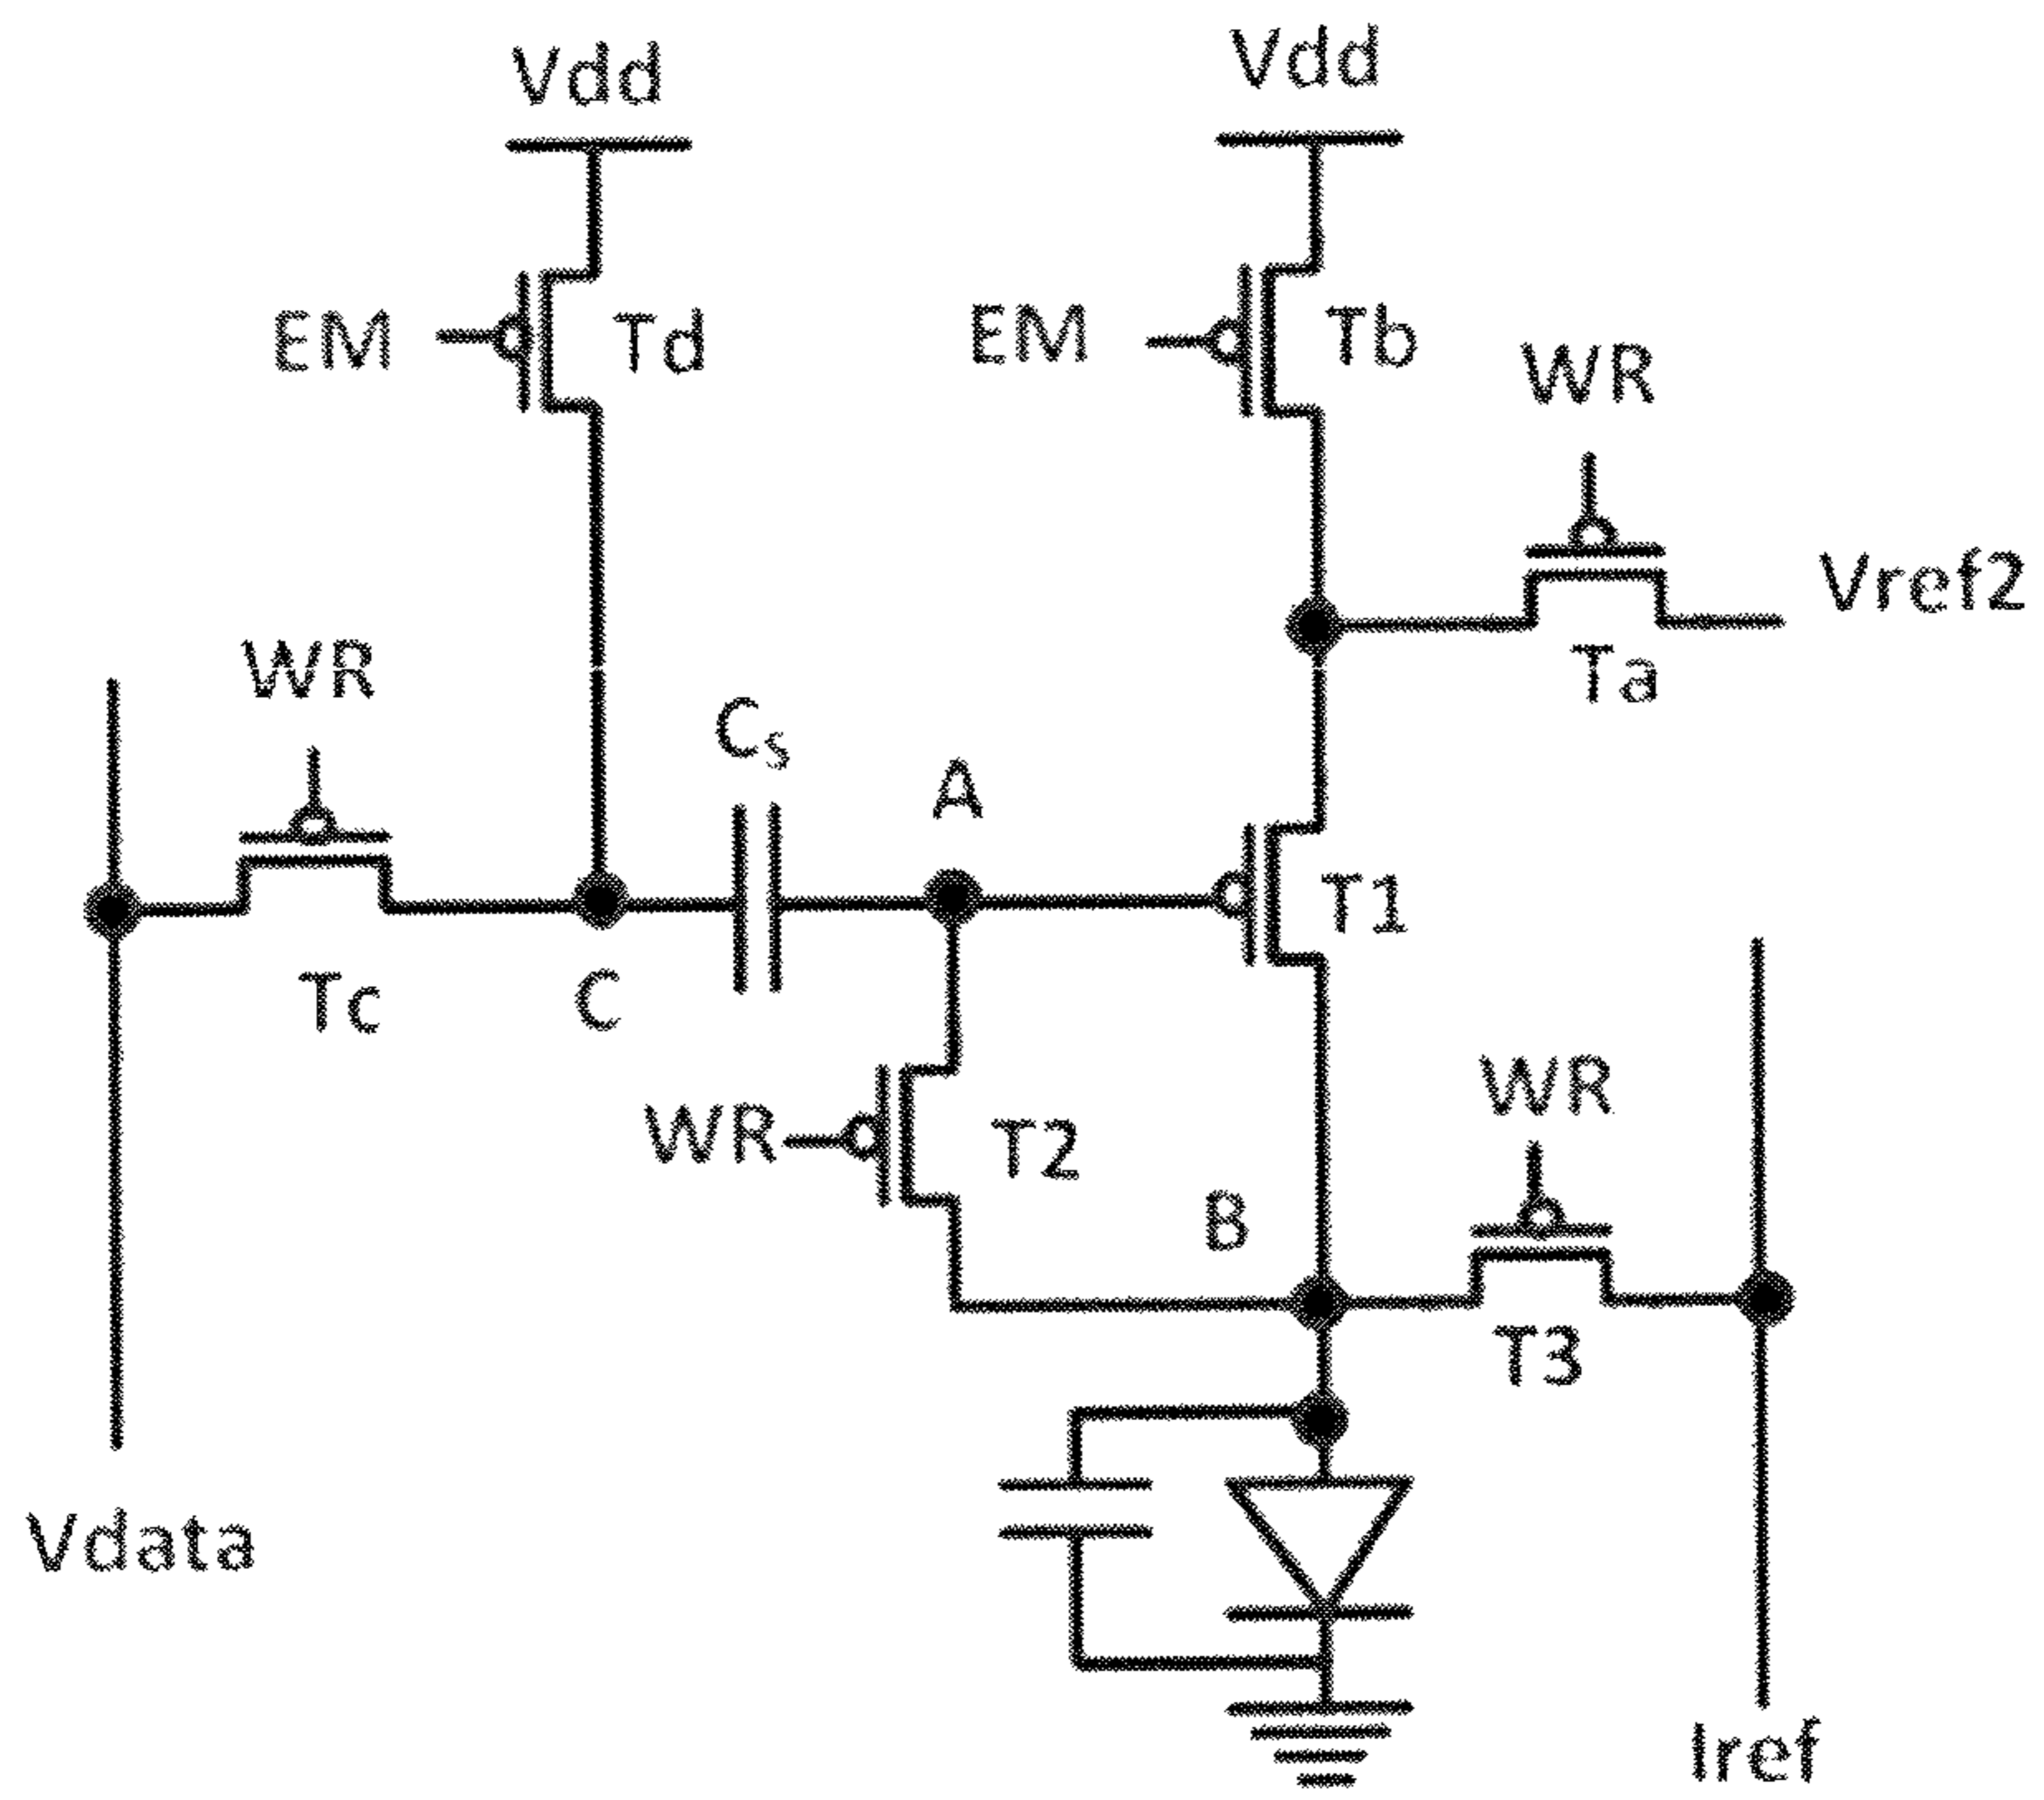 Vdd
Vdd
EM
Td
EM
Tb
WR
Vref2
WR
Ta
Cs
A
T1
Tc
C
WR
T2
WR
B
T3
Vdata
Iref